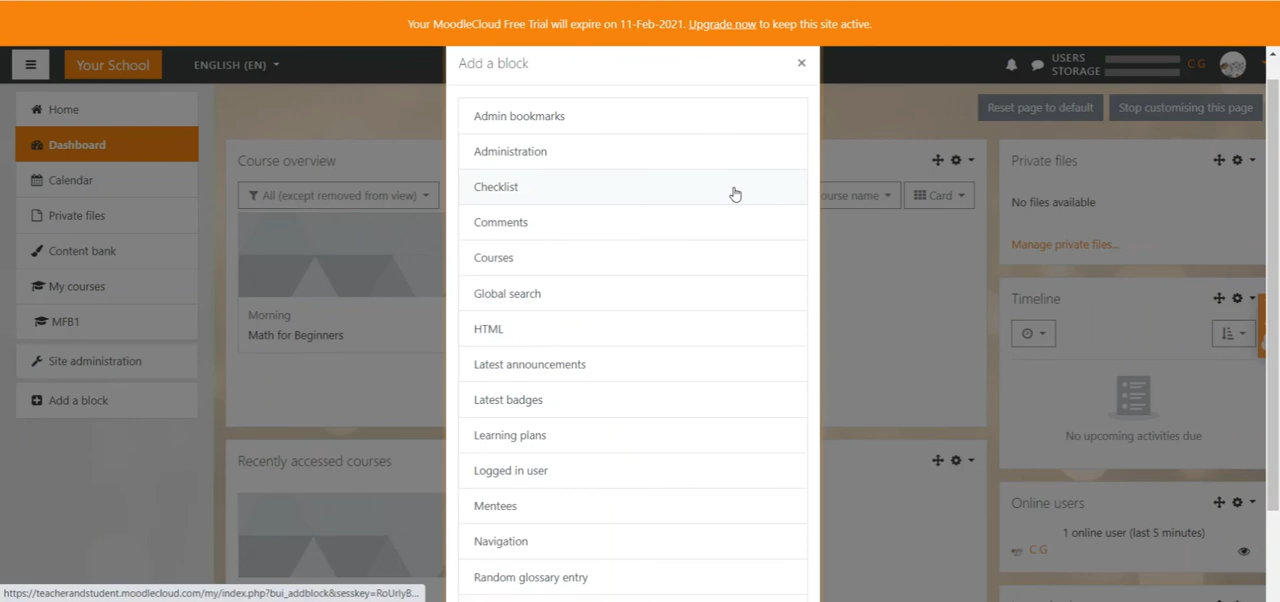 Your MoodleCloud Free Trial will expire on 11-Feb-2021. Upgrade now to keep this site active.
Your School
ENGLISH (EN)
USERS
STORAGE
C G
Add a block
×
Reset page to default
Stop customising this page
Home
Dashboard
Calendar
Private files
Content bank
My courses
MFB1
Site administration
Add a block
Course overview
All (except removed from view)
ourse name
Card
Morning
Math for Beginners
Recently accessed courses
Admin bookmarks
Administration
Checklist
Comments
Courses
Global search
HTML
Latest announcements
Latest badges
Learning plans
Logged in user
Mentees
Navigation
Random glossary entry
Private files
No files available
Manage private files...
Timeline
No upcoming activities due
Online users
1 online user (last 5 minutes)
C G
https://teacherandstudent.moodlecloud.com/my/index.php?bui_addblock&sesskey=RoUrlyB...